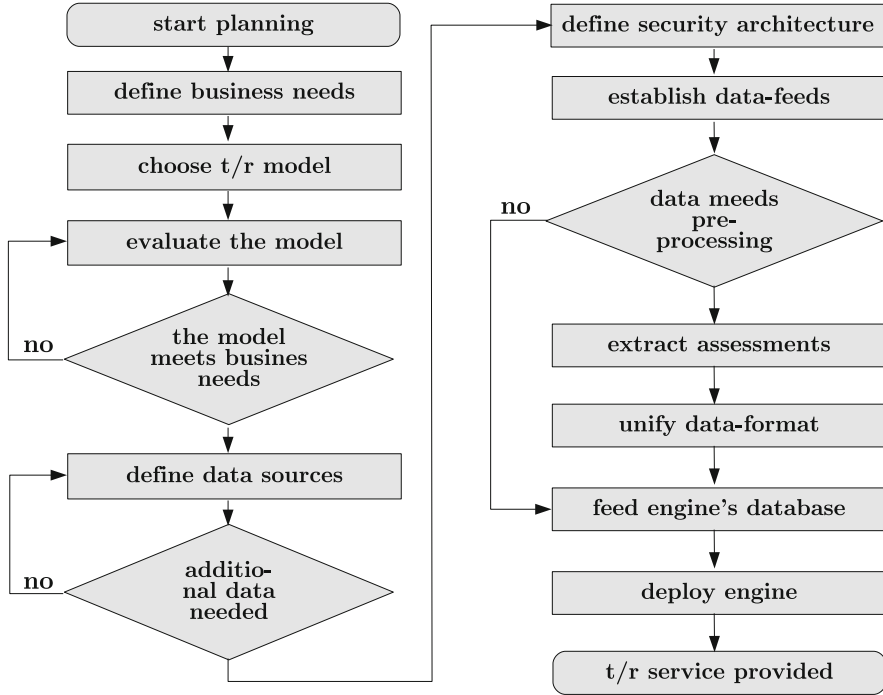 start planning
define business needs
choose t/r model
evaluate the model
no
the model
meets busines
needs
define data sources
no
additio-
nal data
needed
define security architecture
establish data-feeds
no
data meeds
pre-
processing
extract assessments
unify data-format
feed engine's database
deploy engine
t/r service provided